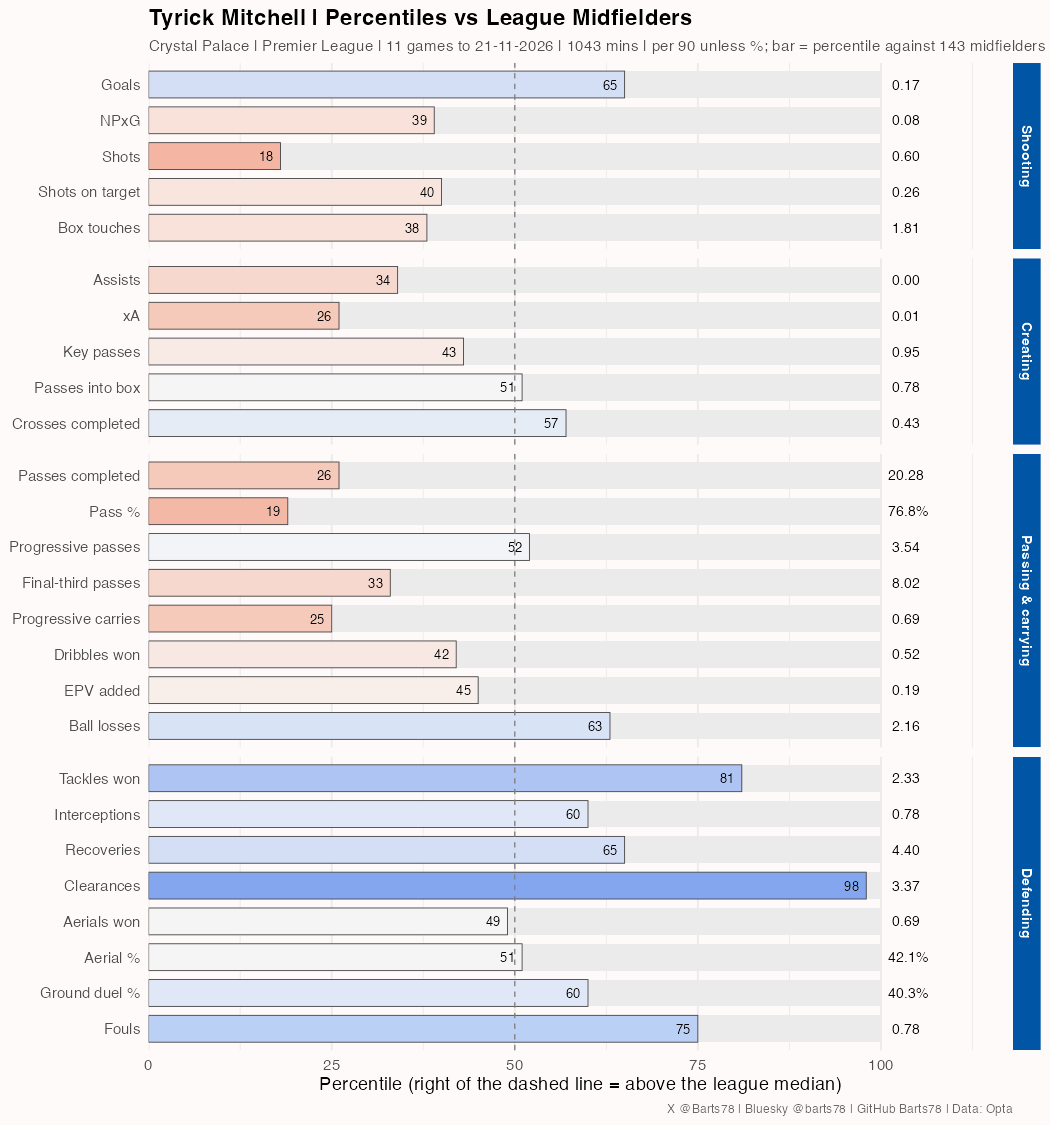 Tyrick Mitchell | Percentiles vs League Midfielders
Crystal Palace | Premier League | 11 games to 21-11-2026 | 1043 mins | per 90 unless %; bar = percentile against 143 midfielders
Goals 65 0.17
NPxG 39 0.08
Shots 18 0.60
Shots on target 40 0.26
Box touches 38 1.81
Shooting
Assists 34 0.00
xA 26 0.01
Key passes 43 0.95
Passes into box 51 0.78
Crosses completed 57 0.43
Creating
Passes completed 26 20.28
Pass % 19 76.8%
Progressive passes 52 3.54
Final-third passes 33 8.02
Progressive carries 25 0.69
Dribbles won 42 0.52
EPV added 45 0.19
Ball losses 63 2.16
Passing & carrying
Tackles won 81 2.33
Interceptions 60 0.78
Recoveries 65 4.40
Clearances 98 3.37
Aerials won 49 0.69
Aerial % 51 42.1%
Ground duel % 60 40.3%
Fouls 75 0.78
Defending
0 25 50 75 100
Percentile (right of the dashed line = above the league median)
X @Barts78 | Bluesky @barts78 | GitHub Barts78 | Data: Opta